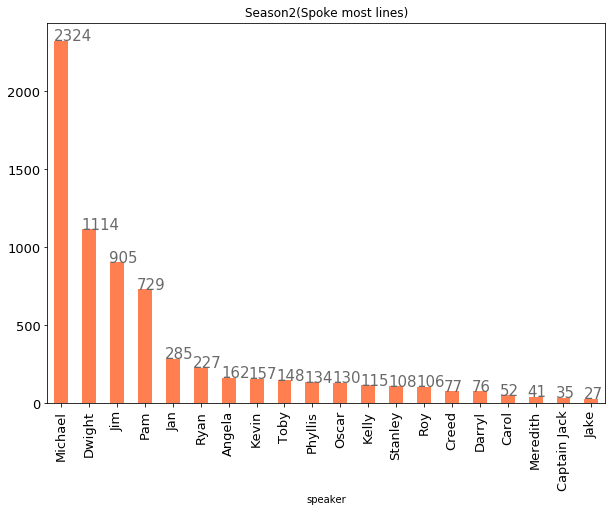 Season2(Spoke most lines)
2000
1500
1000
500
0
2324
1114
905
729
285
227
162
157
148
134
130
115
108
106
77
76
52
41
35
27
Michael
Dwight
Jim
Pam
Jan
Ryan
Angela
Kevin
Toby
Phyllis
Oscar
Kelly
Stanley
Roy
Creed
Darryl
Carol
Meredith
Captain Jack
Jake
speaker